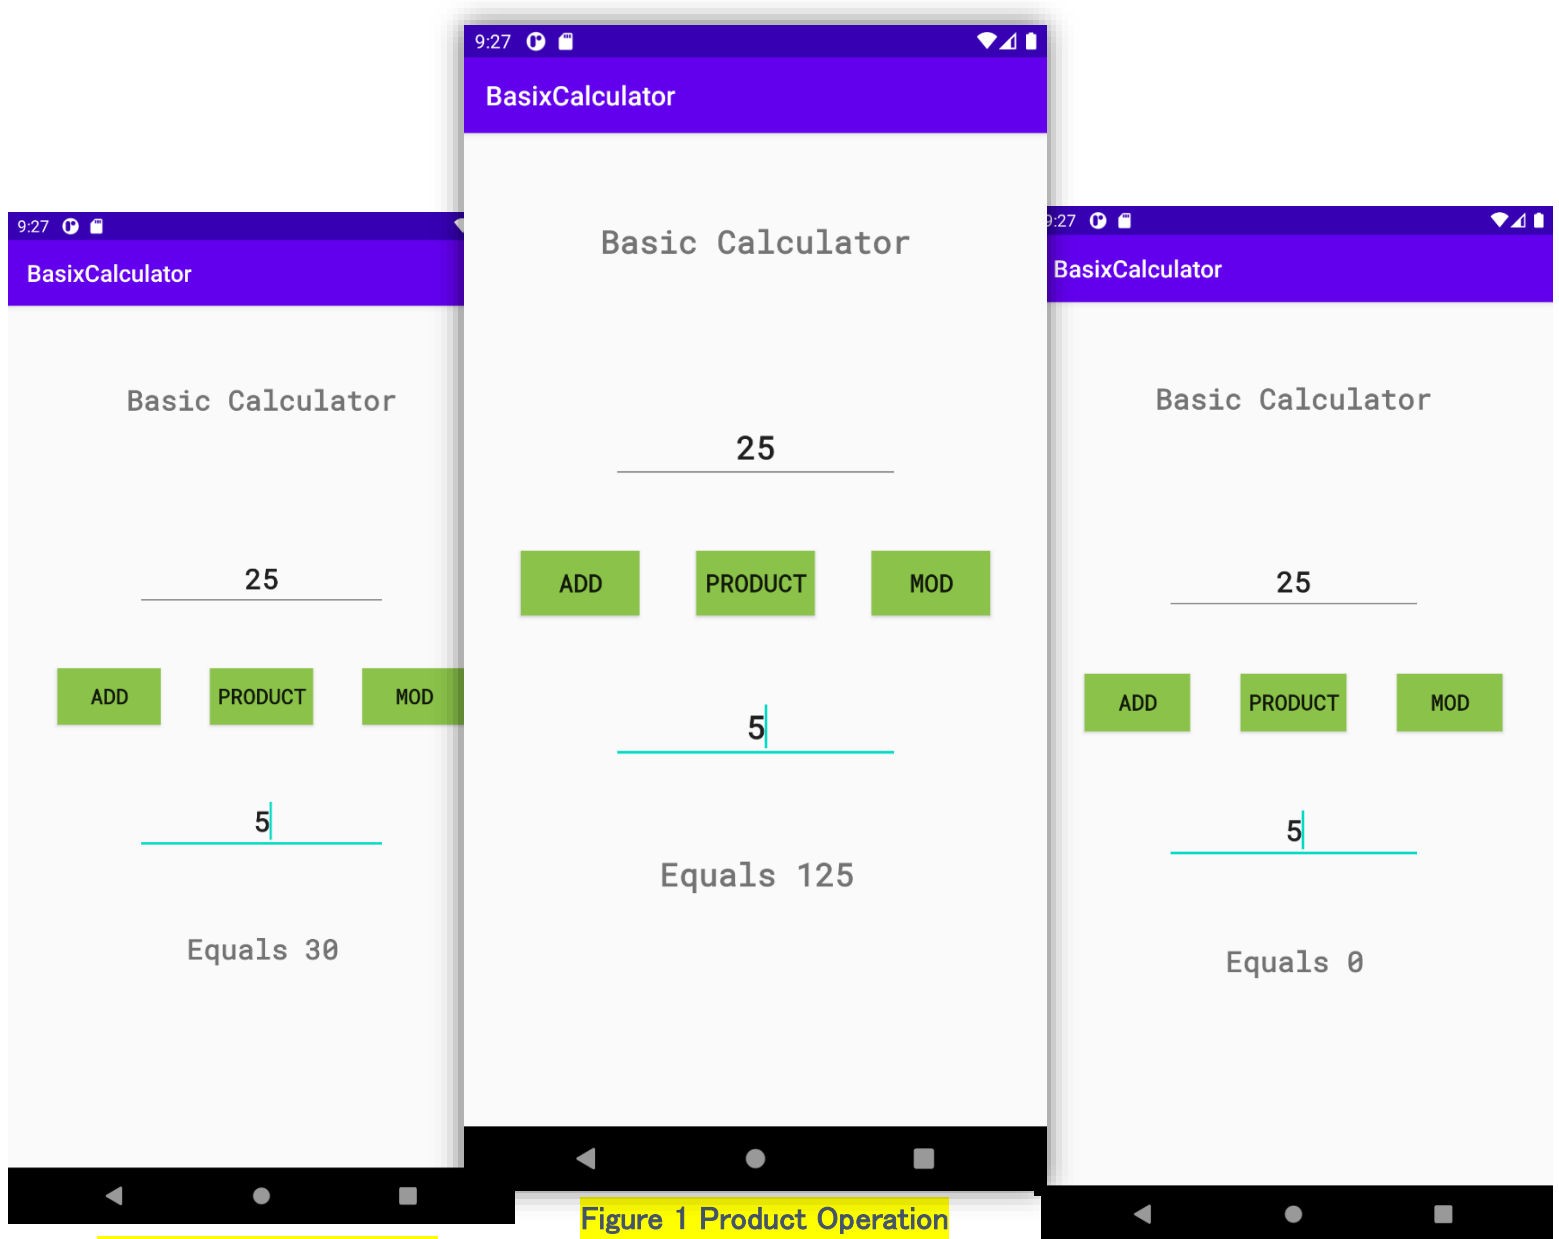 9:27
BasixCalculator
Basic Calculator
25
ADD PRODUCT MOD
5
Equals 30
9:27
BasixCalculator
Basic Calculator
25
ADD PRODUCT MOD
5
Equals 125
Figure 1 Product Operation
9:27
BasixCalculator
Basic Calculator
25
ADD PRODUCT MOD
5
Equals 0